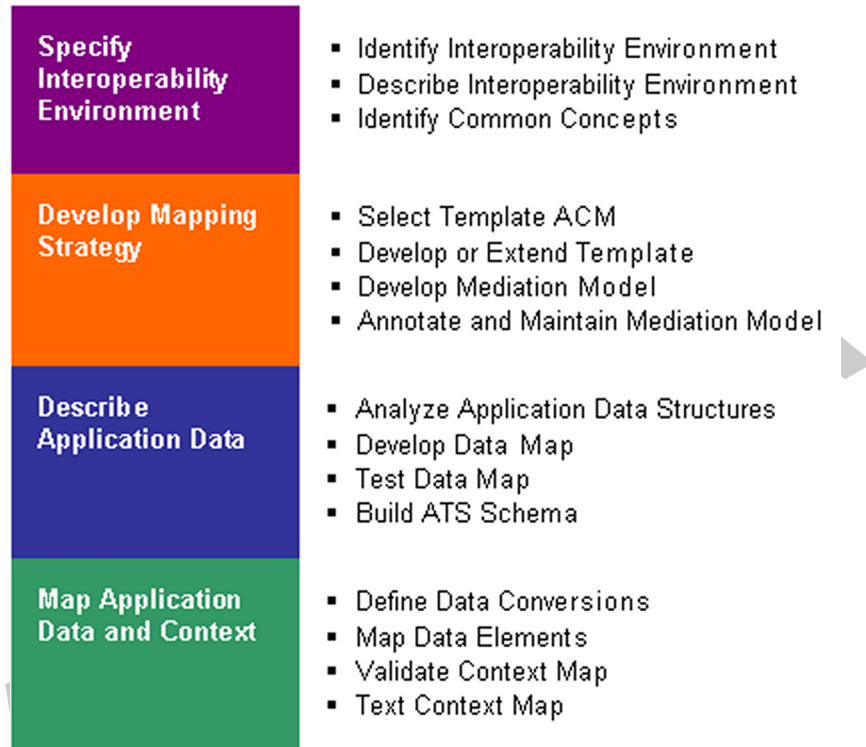 Specify
Interoperability
Environment
▪ Identify Interoperability Environment
▪ Describe Interoperability Environment
▪ Identify Common Concepts
Develop Mapping
Strategy
▪ Select Template ACM
▪ Develop or Extend Template
▪ Develop Mediation Model
▪ Annotate and Maintain Mediation Model
Describe
Application Data
▪ Analyze Application Data Structures
▪ Develop Data Map
▪ Test Data Map
▪ Build ATS Schema
Map Application
Data and Context
▪ Define Data Conversions
▪ Map Data Elements
▪ Validate Context Map
▪ Text Context Map